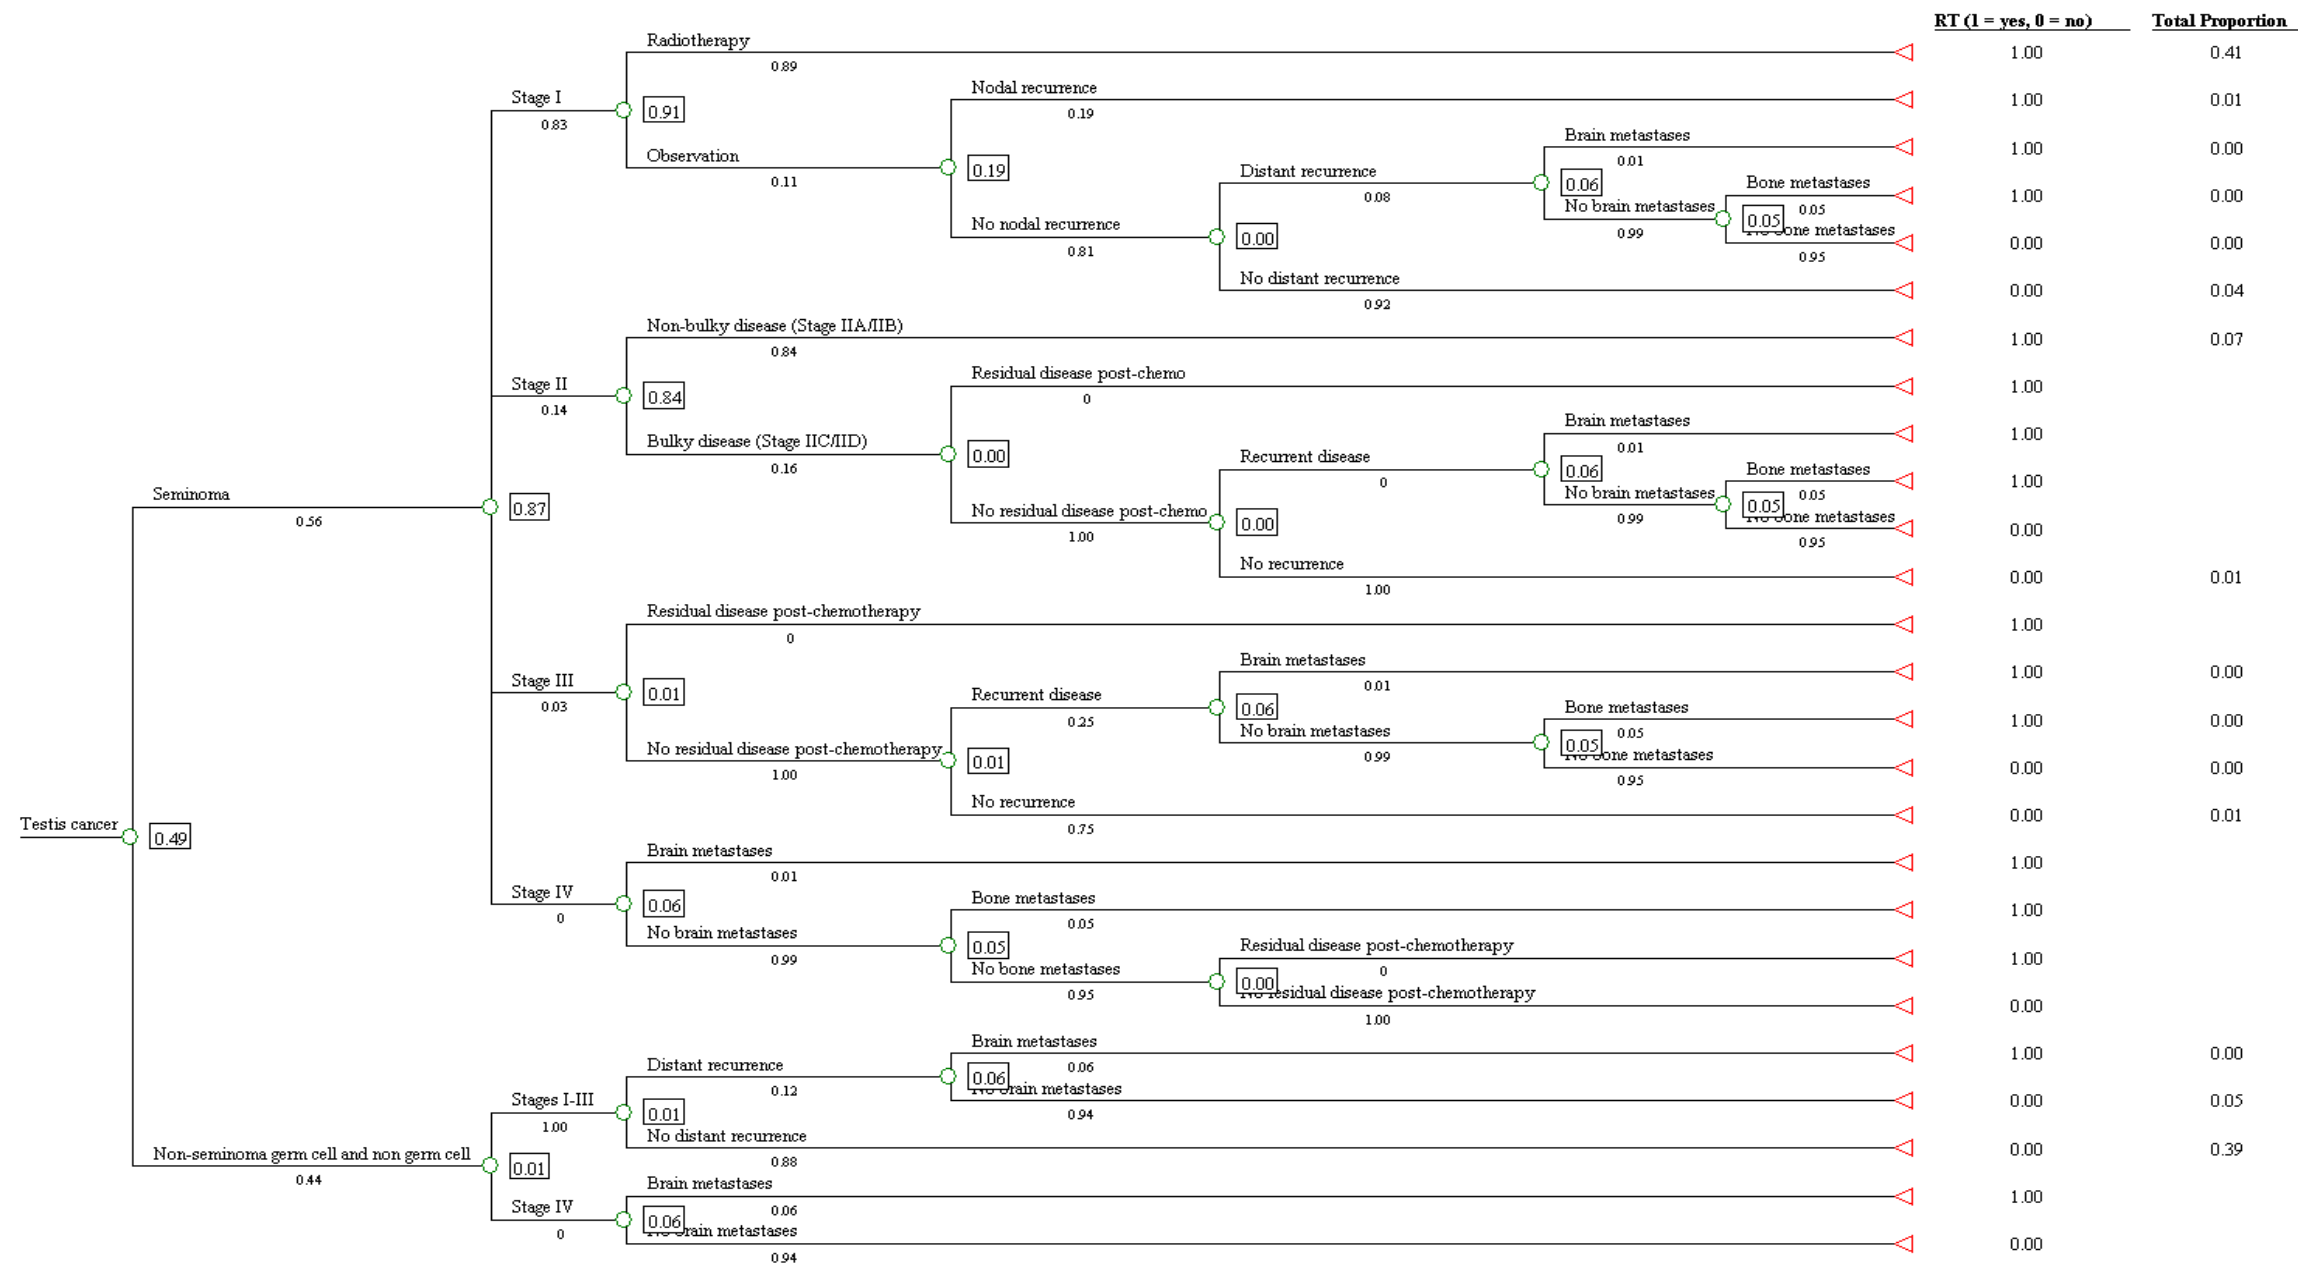 RT (1 = yes, 0 = no) Total Proportion
Radiotherapy
0.89
1.00 0.41
Stage I
0.83
0.91
Nodal recurrence
0.19
1.00 0.01
Observation
0.11
0.19
Brain metastases
0.01
1.00 0.00
Distant recurrence
0.08
0.06
Bone metastases
0.05
1.00 0.00
No brain metastases
0.99
0.05
No nodal recurrence
0.81
0.00
bone metastases
0.95
0.00 0.00
No distant recurrence
0.92
0.00 0.04
Non-bulky disease (Stage IIA/IIB)
0.84
1.00 0.07
Stage II
0.14
0.84
Residual disease post-chemo
0
1.00
Bulky disease (Stage IIC/IID)
0.16
0.00
Brain metastases
0.01
1.00
Recurrent disease
0
0.06
Bone metastases
0.05
1.00
No brain metastases
0.99
0.05
Seminoma
0.56
0.87
No residual disease post-chemo
1.00
0.00
bone metastases
0.95
0.00
No recurrence
1.00
0.00 0.01
Residual disease post-chemotherapy
0
1.00
Stage III
0.03
0.01
Brain metastases
0.01
1.00 0.00
Recurrent disease
0.25
0.06
Bone metastases
0.05
1.00 0.00
No brain metastases
0.99
0.05
No residual disease post-chemotherapy
1.00
0.01
bone metastases
0.95
0.00 0.00
No recurrence
0.75
0.00 0.01
Testis cancer
0.49
Brain metastases
0.01
1.00
Stage IV
0
0.06
Bone metastases
0.05
1.00
No brain metastases
0.99
0.05
Residual disease post-chemotherapy
0
1.00
No bone metastases
0.95
0.00
residual disease post-chemotherapy
1.00
0.00
Brain metastases
0.06
1.00 0.00
Distant recurrence
0.12
0.06
brain metastases
0.94
0.00 0.05
Stages I-III
1.00
0.01
No distant recurrence
0.88
0.00 0.39
Non-seminoma germ cell and non germ cell
0.44
0.01
Brain metastases
0.06
1.00
Stage IV
0
0.06
brain metastases
0.94
0.00